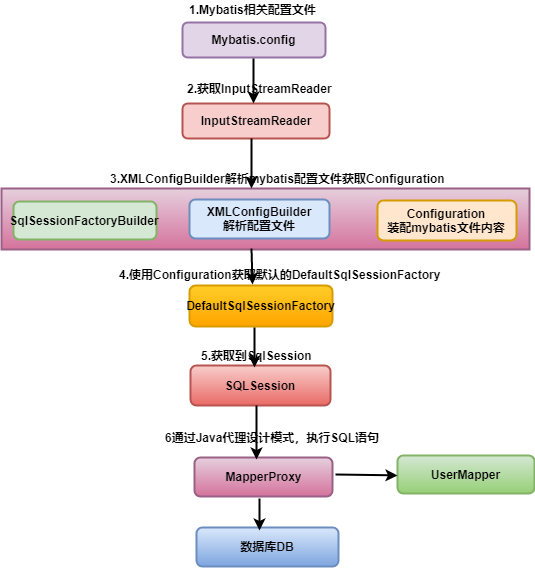 1.Mybatis相关配置文件
Mybatis.config
2.获取InputStreamReader
InputStreamReader
3.XMLConfigBuilder解析mybatis配置文件获取Configuration
SqlSessionFactoryBuilder
XMLConfigBuilder
解析配置文件
Configuration
装配mybatis文件内容
4.使用Configuration获取默认的DefaultSqlSessionFactory
DefaultSqlSessionFactory
5.获取到SqlSession
SQLSession
6通过Java代理设计模式，执行SQL语句
MapperProxy
UserMapper
数据库DB